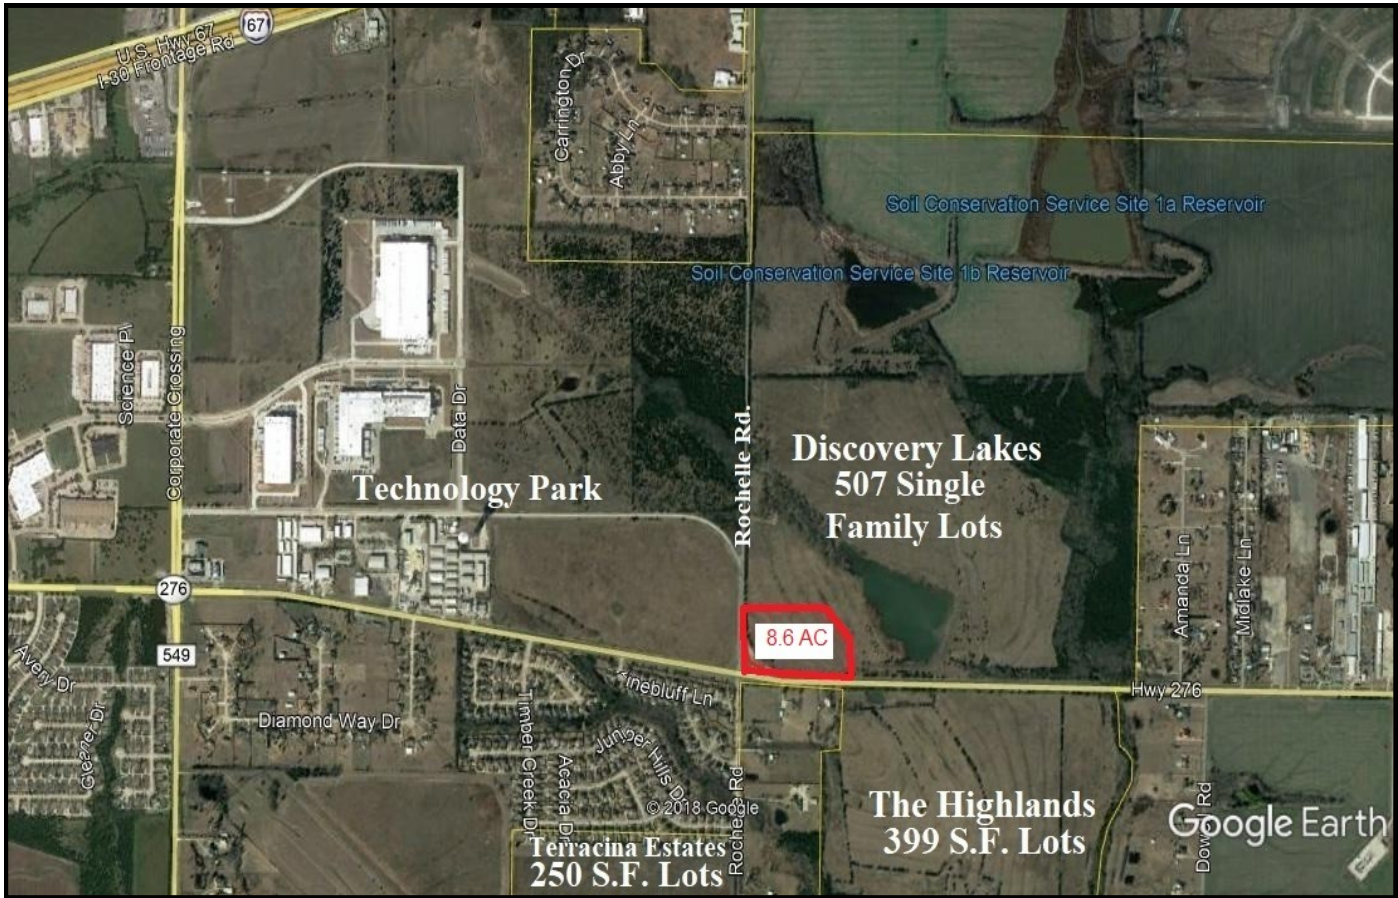 67
U.S. Hwy 67
I-30 Frontage Rd
Carrington Dr
Abby Ln
Soil Conservation Service Site 1a Reservoir
Soil Conservation Service Site 1b Reservoir
Science Pl
Corporate Crossing
Data Dr
Rochelle Rd.
Discovery Lakes
507 Single
Family Lots
Technology Park
Amanda Ln
Midlake Ln
276
8.6 AC
549
Avery Dr
Pinebluff Ln
Hwy 276
Diamond Way Dr
Timber Creek Dr
Acacia Dr
Juniper Hills Dr
© 2018 Google
Rochelle Rd
The Highlands
399 S.F. Lots
Google Earth
Terracina Estates
250 S.F. Lots